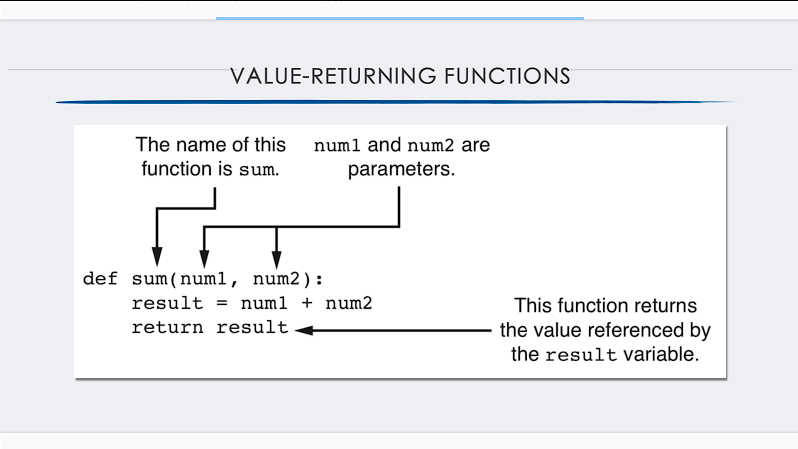 VALUE-RETURNING FUNCTIONS
The name of this
function is sum.
num1 and num2 are
parameters.
def sum(num1, num2):
    result = num1 + num2
    return result
This function returns
the value referenced by
the result variable.